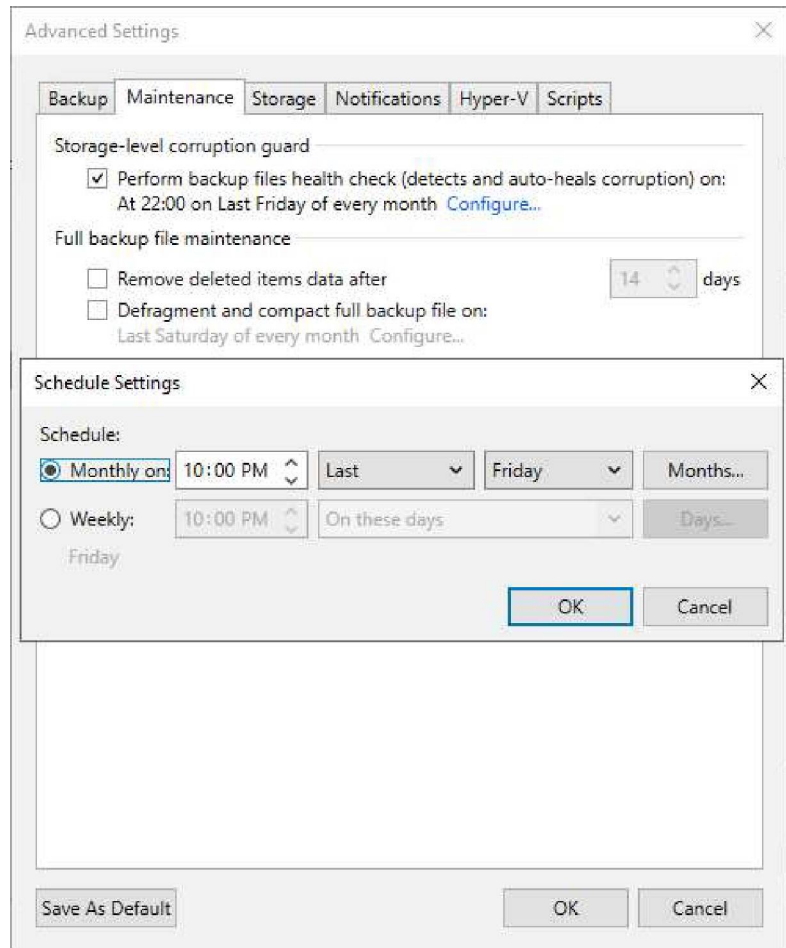 Advanced Settings
Backup Maintenance Storage Notifications Hyper-V Scripts
Storage-level corruption guard
Perform backup files health check (detects and auto-heals corruption) on:
At 22:00 on Last Friday of every month Configure...
Full backup file maintenance
Remove deleted items data after 14 days
Defragment and compact full backup file on:
Last Saturday of every month Configure...
Schedule Settings
Schedule:
Monthly on: 10:00 PM Last Friday Months...
Weekly: 10:00 PM On these days Days...
Friday
OK Cancel
Save As Default OK Cancel